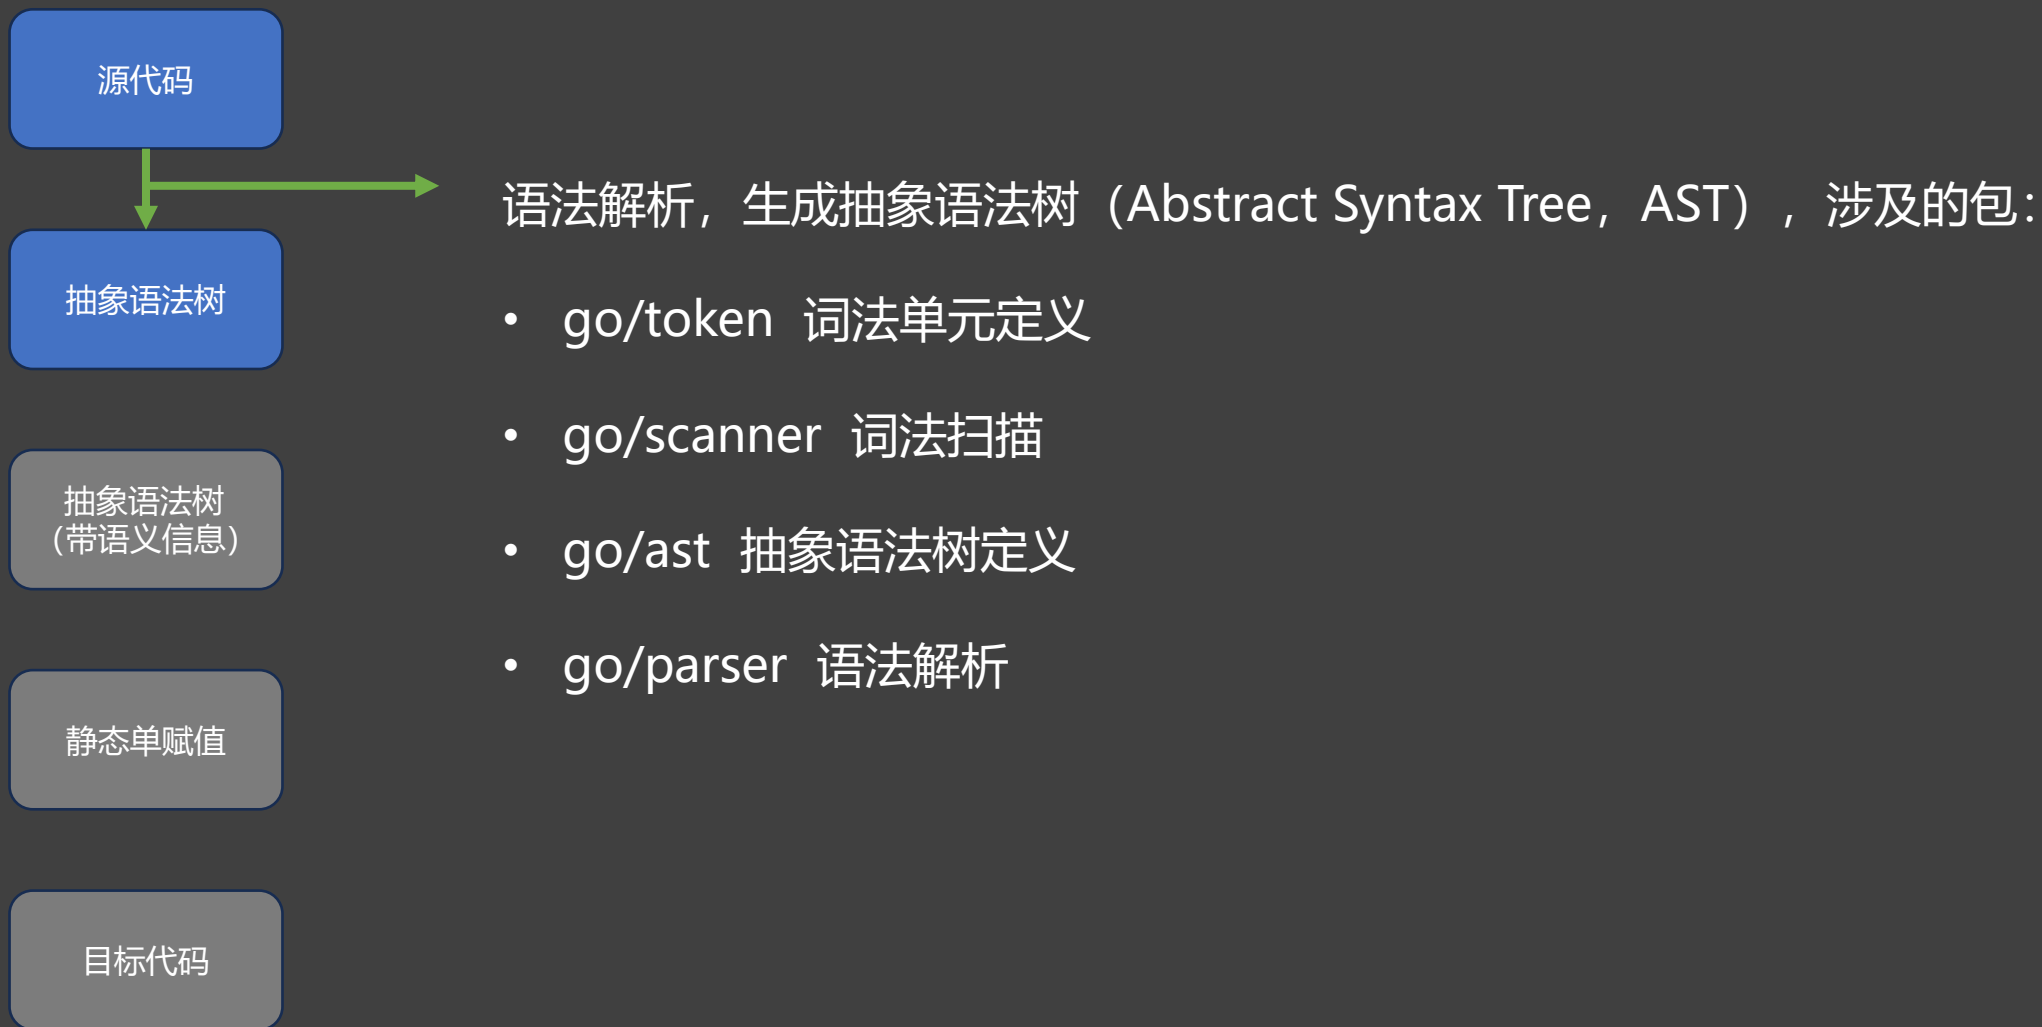 源代码
语法解析，生成抽象语法树（Abstract Syntax Tree，AST），涉及的包：
抽象语法树
• go/token 词法单元定义
• go/scanner 词法扫描
抽象语法树
（带语义信息）
• go/ast 抽象语法树定义
• go/parser 语法解析
静态单赋值
目标代码